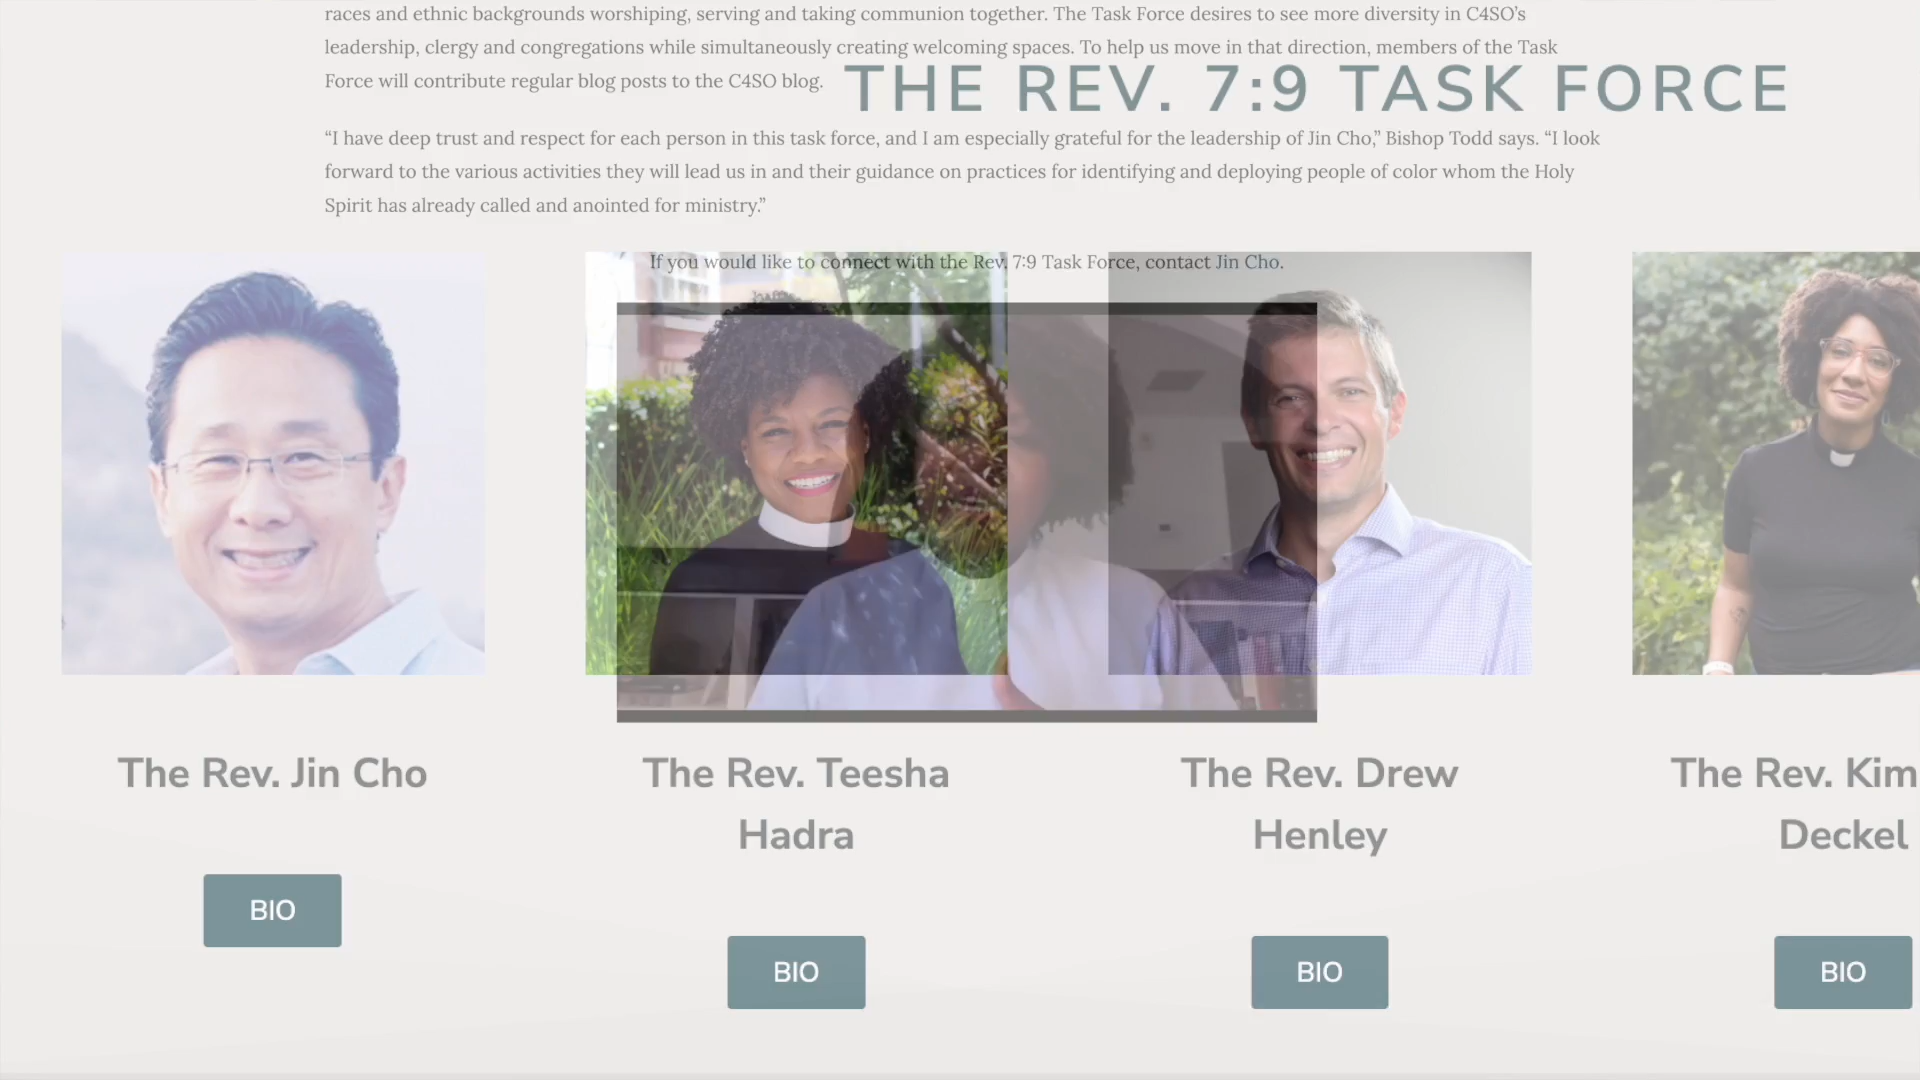 races and ethnic backgrounds worshiping, serving and taking communion together. The Task Force desires to see more diversity in C4SO’s
leadership, clergy and congregations while simultaneously creating welcoming spaces. To help us move in that direction, members of the Task
Force will contribute regular blog posts to the C4SO blog.
THE REV. 7:9 TASK FORCE
“I have deep trust and respect for each person in this task force, and I am especially grateful for the leadership of Jin Cho,” Bishop Todd says. “I look
forward to the various activities they will lead us in and their guidance on practices for identifying and deploying people of color whom the Holy
Spirit has already called and anointed for ministry.”
If you would like to connect with the Rev. 7:9 Task Force, contact Jin Cho.
The Rev. Jin Cho
BIO
The Rev. Teesha
Hadra
BIO
The Rev. Drew
Henley
BIO
The Rev. Kim
Deckel
BIO